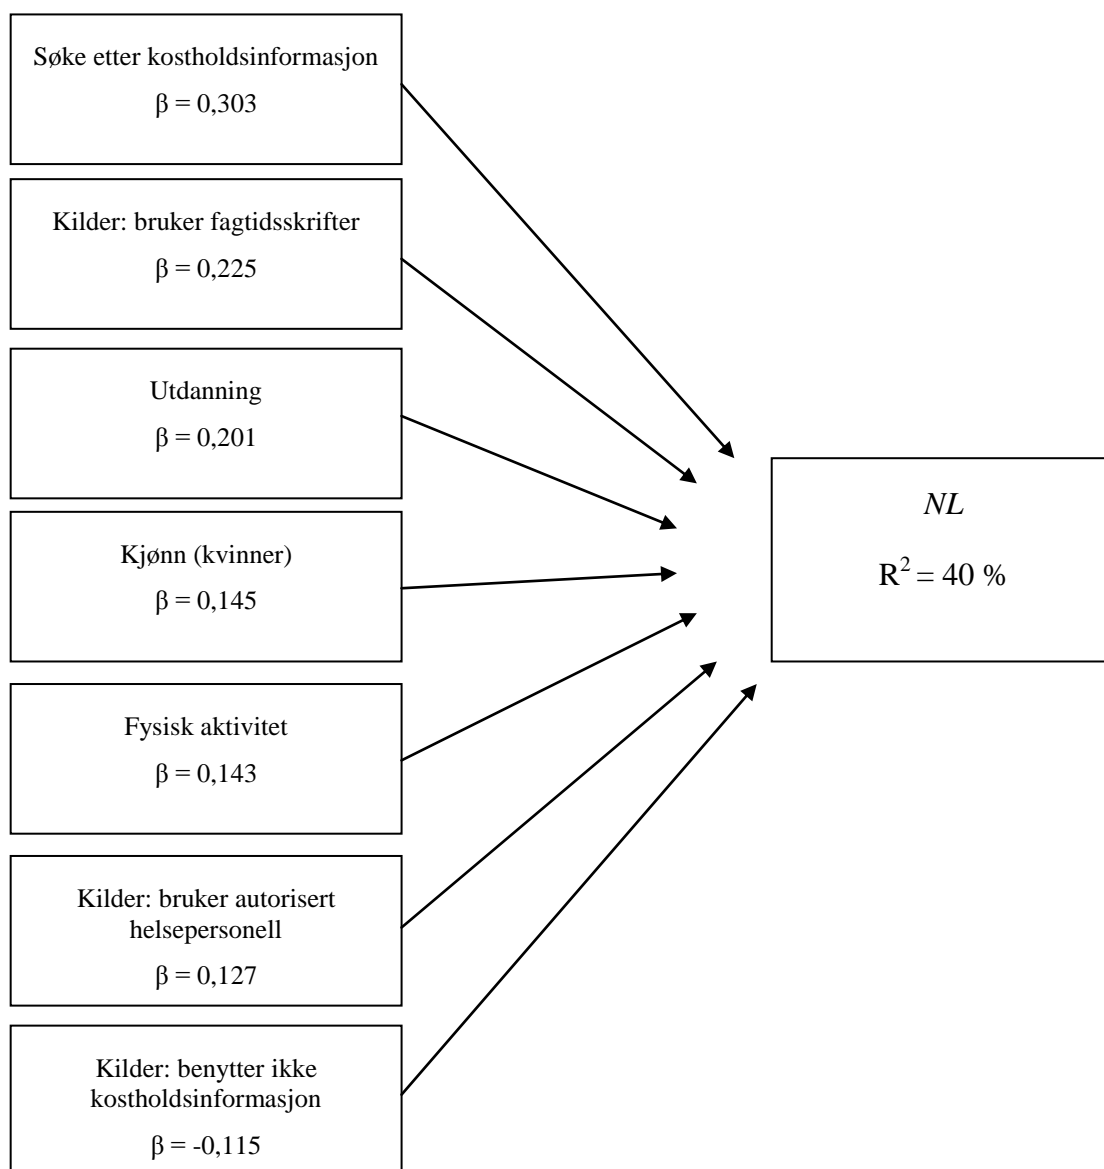 Søke etter kostholdsinformasjon
β = 0,303
Kilder: bruker fagtidsskrifter
β = 0,225
Utdanning
β = 0,201
Kjønn (kvinner)
β = 0,145
Fysisk aktivitet
β = 0,143
Kilder: bruker autorisert
helsepersonell
β = 0,127
Kilder: benytter ikke
kostholdsinformasjon
β = -0,115
NL
R² = 40 %